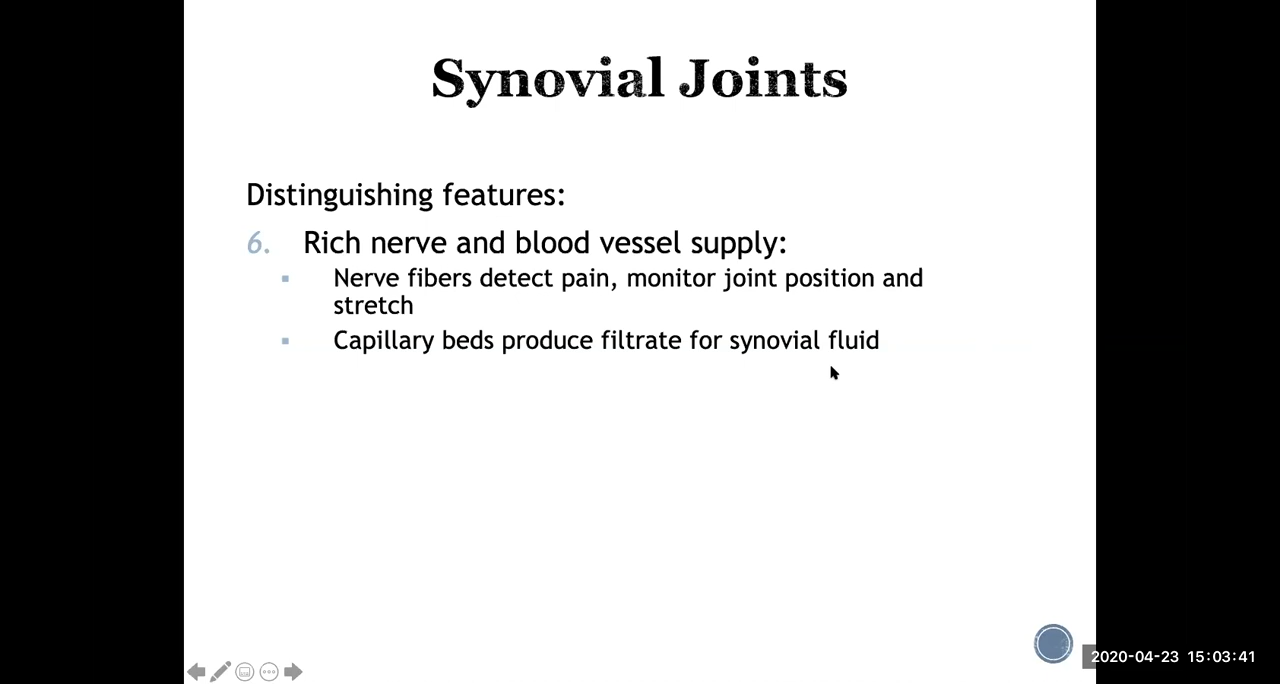 Synovial Joints
Distinguishing features:
6. Rich nerve and blood vessel supply:
▪ Nerve fibers detect pain, monitor joint position and
stretch
▪ Capillary beds produce filtrate for synovial fluid
2020-04-23 15:03:41